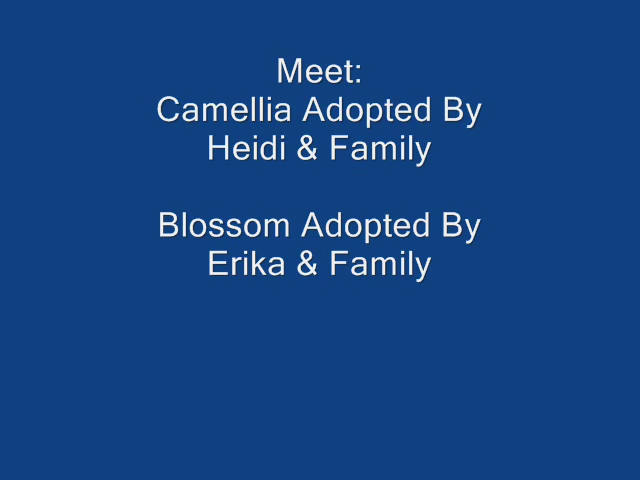 Meet:
Camellia Adopted By
Heidi & Family
Blossom Adopted By
Erika & Family